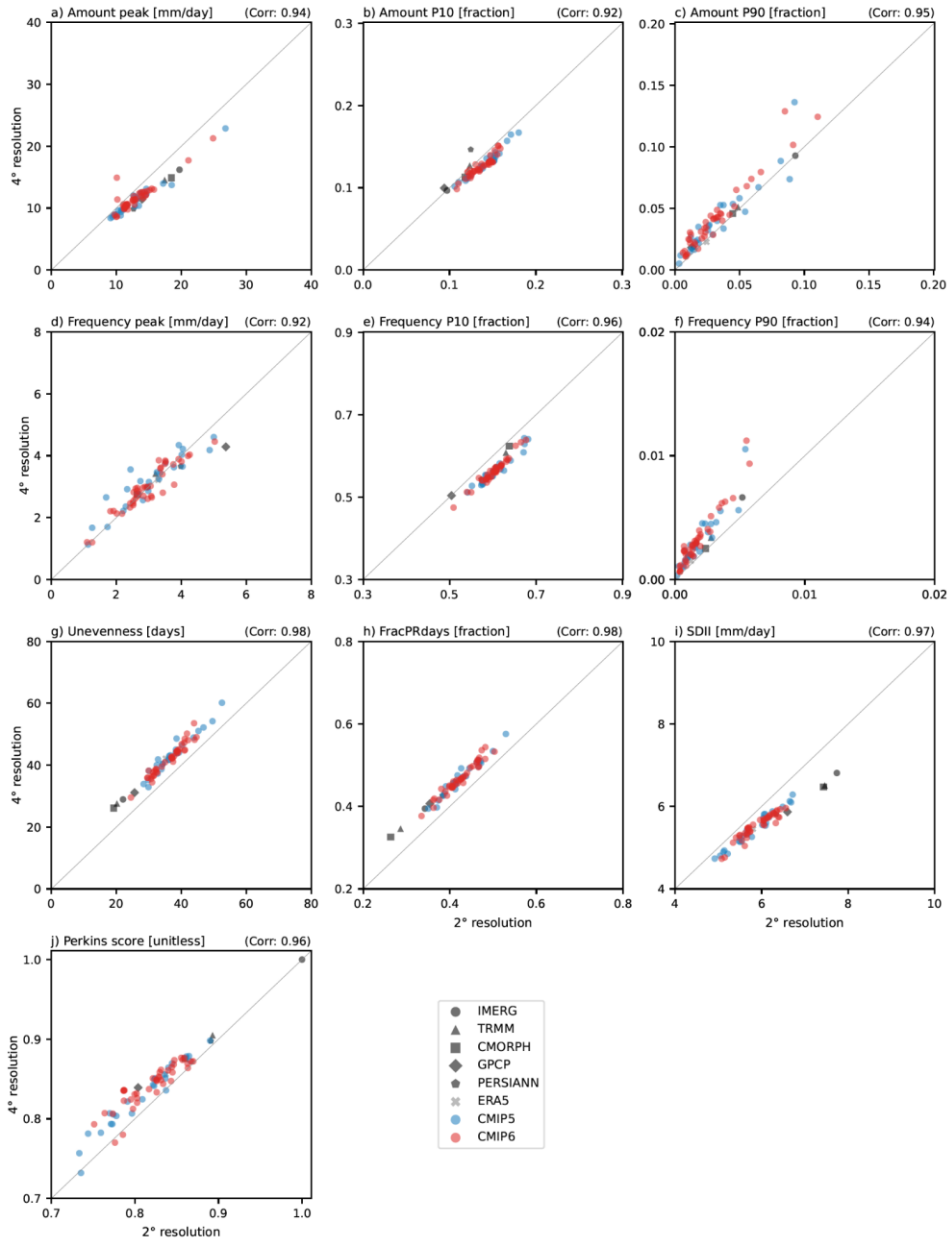 a) Amount peak [mm/day] (Corr: 0.94)
b) Amount P10 [fraction] (Corr: 0.92)
c) Amount P90 [fraction] (Corr: 0.95)
40
30
20
10
0
4° resolution
0 10 20 30 40
0.3
0.2
0.1
0.0
0.0 0.1 0.2 0.3
0.20
0.15
0.10
0.05
0.00
0.00 0.05 0.10 0.15 0.20
d) Frequency peak [mm/day] (Corr: 0.92)
e) Frequency P10 [fraction] (Corr: 0.96)
f) Frequency P90 [fraction] (Corr: 0.94)
8
6
4
2
0
4° resolution
0 2 4 6 8
0.9
0.7
0.5
0.3
0.3 0.5 0.7 0.9
0.02
0.01
0.00
0.00 0.01 0.02
g) Unevenness [days] (Corr: 0.98)
h) FracPRdays [fraction] (Corr: 0.98)
i) SDII [mm/day] (Corr: 0.97)
80
60
40
20
0
4° resolution
0 20 40 60 80
0.8
0.6
0.4
0.2
0.2 0.4 0.6 0.8
2° resolution
10
8
6
4
4 6 8 10
2° resolution
j) Perkins score [unitless] (Corr: 0.96)
1.0
0.9
0.8
0.7
4° resolution
0.7 0.8 0.9 1.0
2° resolution
IMERG
TRMM
CMORPH
GPCP
PERSIANN
ERA5
CMIP5
CMIP6